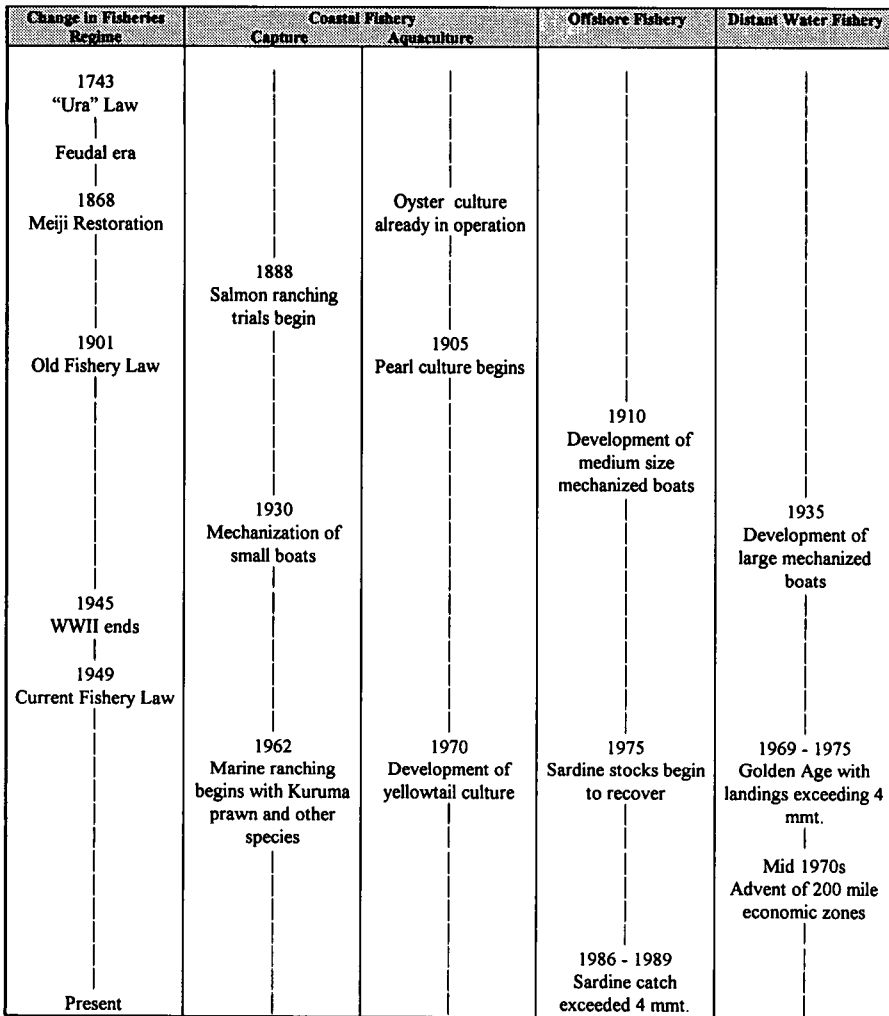 Change in Fisheries Regime
Coastal Fishery
Capture
Aquaculture
Offshore Fishery
Distant Water Fishery
1743
"Ura" Law
Feudal era
1868
Meiji Restoration
1901
Old Fishery Law
1945
WWII ends
1949
Current Fishery Law
Present
1888
Salmon ranching
trials begin
1930
Mechanization of
small boats
1962
Marine ranching
begins with Kuruma
prawn and other
species
Oyster culture
already in operation
1905
Pearl culture begins
1970
Development of
yellowtail culture
1910
Development of
medium size
mechanized boats
1975
Sardine stocks begin
to recover
1986 - 1989
Sardine catch
exceeded 4 mmt.
1935
Development of
large mechanized
boats
1969 - 1975
Golden Age with
landings exceeding 4
mmt.
Mid 1970s
Advent of 200 mile
economic zones